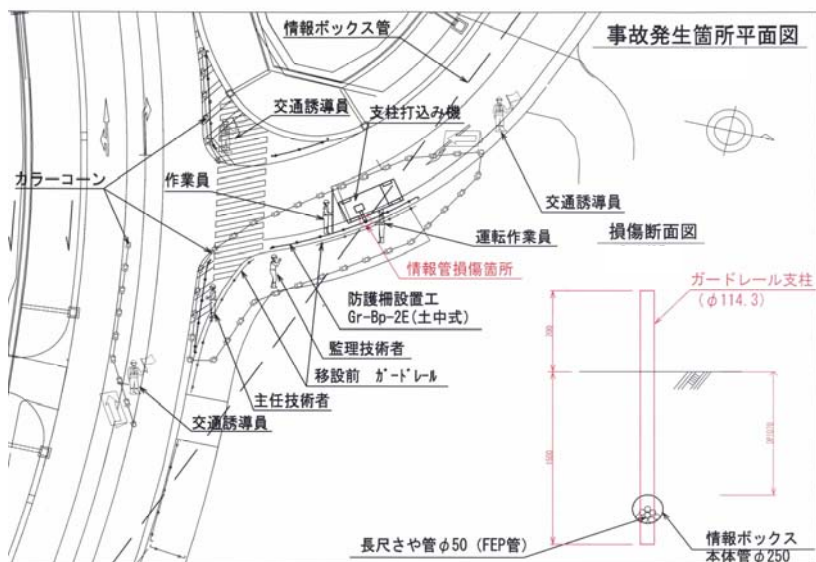 事故発生箇所平面図
情報ボックス管
交通誘導員
支柱打込み機
カラーコーン
作業員
交通誘導員
運転作業員
損傷断面図
情報管損傷箇所
ガードレール支柱
(φ114.3)
防護柵設置工
Gr-Bp-2E(土中式)
監理技術者
移設前 ガードレール
主任技術者
交通誘導員
700
1500
長尺さや管φ50 (FEP管)
情報ボックス
本体管φ250